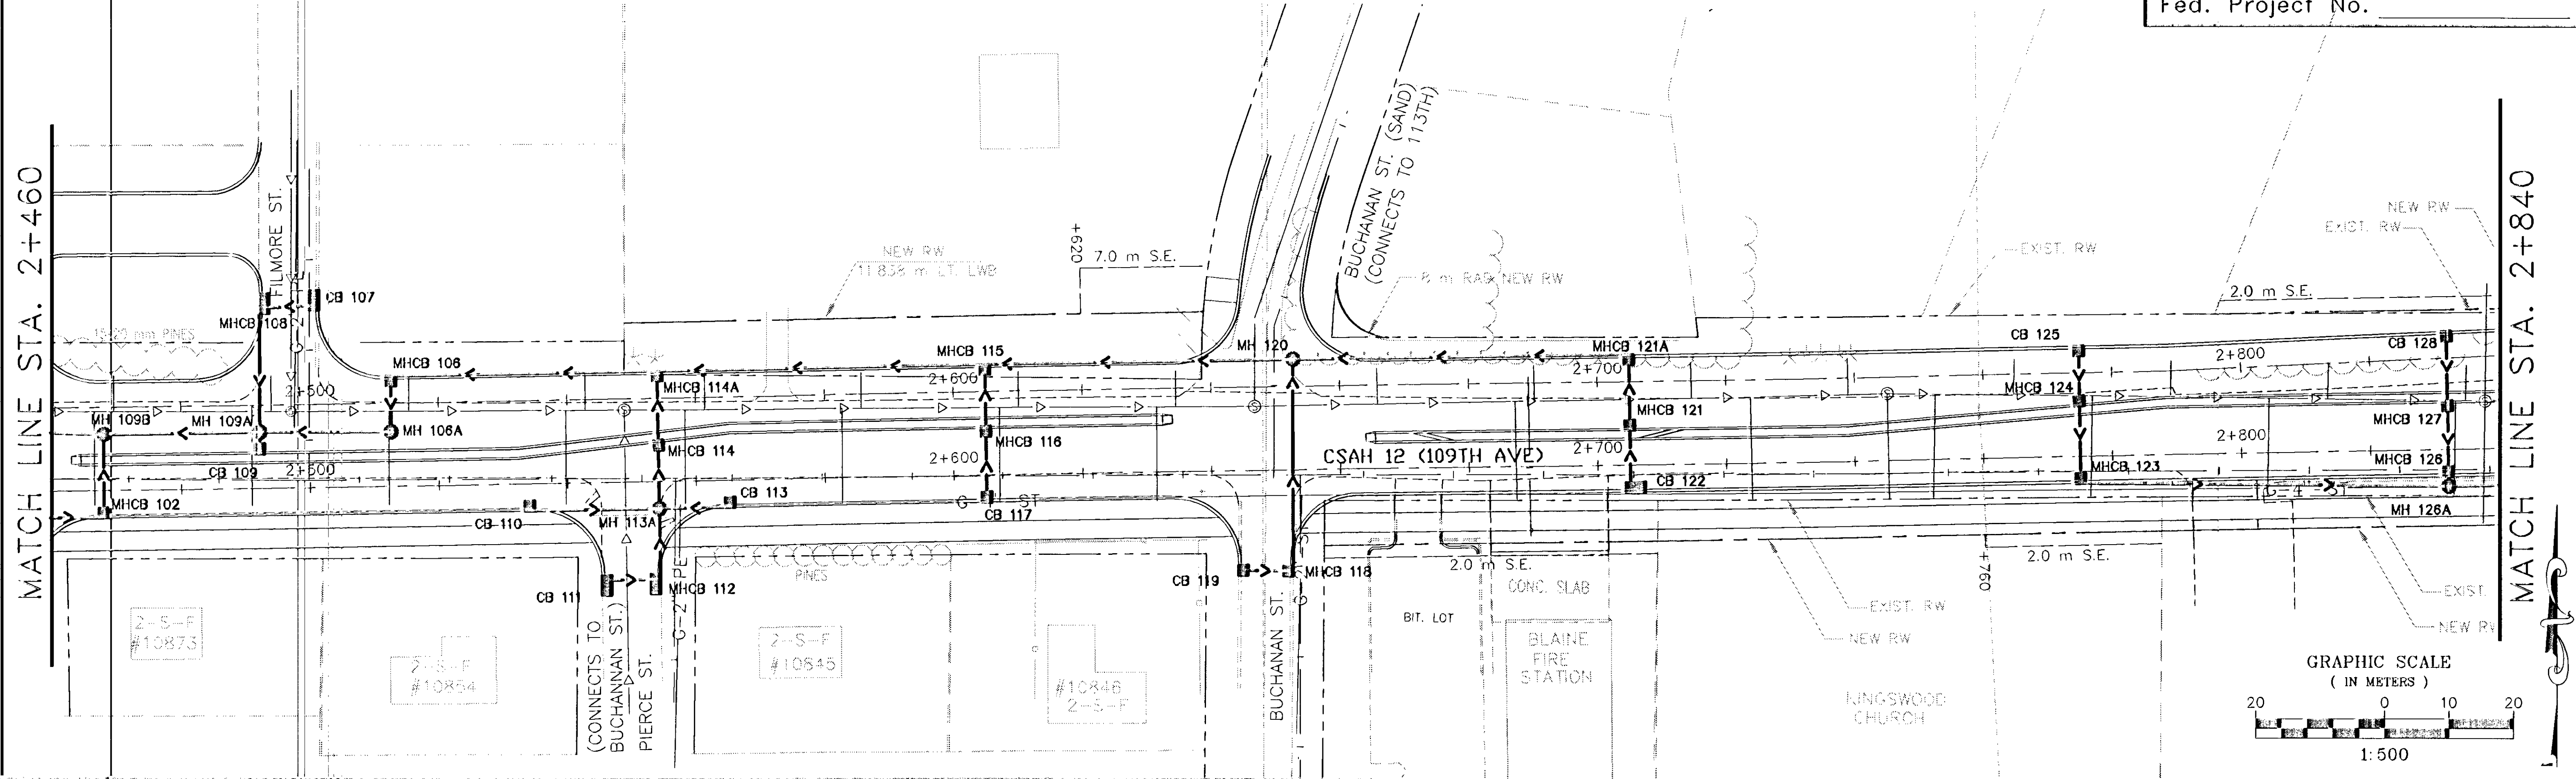 Fed. Project No.
MATCH LINE STA. 2+460
FILMORE ST.
CB 107
MHCB 108
15-20 mm PINES
MHCB 106
2+500
MH 109B
MH 109A
MH 106A
CB 109
2+500
MHCB 102
CB 110
MH 113A
CB 111
MHCB 112
(CONNECTS TO
BUCHANNAN ST.)
PIERCE ST.
2-S-F
#10873
2-S-F
#10854
NEW RW
11.838 m LT. LWB
+620
7.0 m S.E.
MHCB 114A
MHCB 114
CB 113
MHCB 115
2+600
MHCB 116
2+600
G ST
CB 117
PINES
2-S-F
#10845
#10846
2-S-F
MH 120
BUCHANAN ST. (SAND)
(CONNECTS TO 113TH)
8 m RAD NEW RW
CB 119
MHCB 118
BUCHANAN ST.
CSAH 12 (109TH AVE)
MHCB 121A
2+700
MHCB 121
2+700
CB 122
2.0 m S.E.
CONC. SLAB
BIT. LOT
BLAINE
FIRE
STATION
EXIST. RW
NEW RW
KINGSWOOD
CHURCH
+760
2.0 m S.E.
EXIST. RW
CB 125
MHCB 124
MHCB 123
2.0 m S.E.
2+800
2+800
NEW RW
EXIST. RW
CB 128
MHCB 127
MHCB 126
G-4"-ST
MH 126A
EXIST.
NEW RW
MATCH LINE STA. 2+840
GRAPHIC SCALE
( IN METERS )
20 0 10 20
1:500